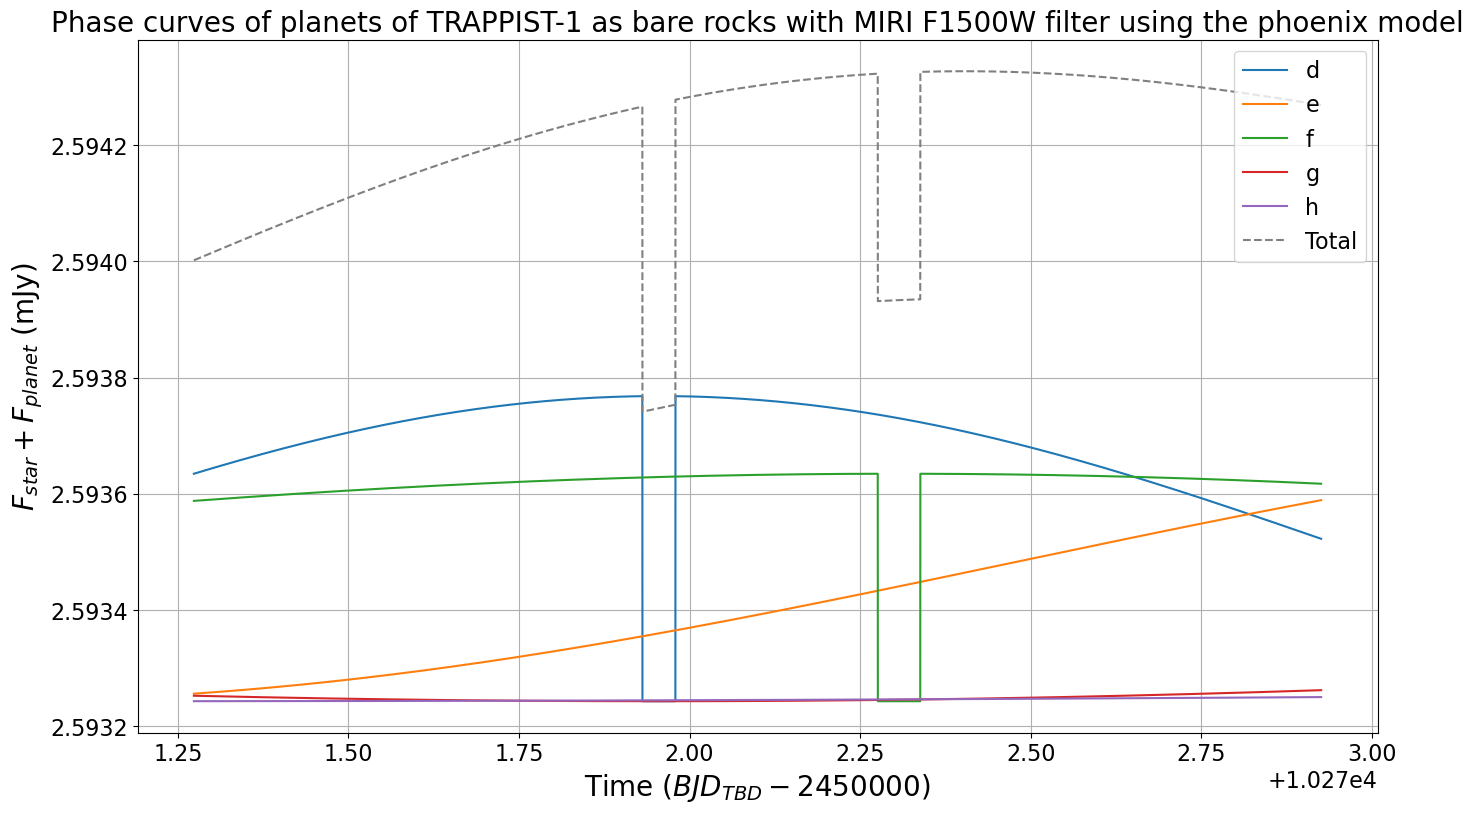 Phase curves of planets of TRAPPIST-1 as bare rocks with MIRI F1500W filter using the phoenix model
d
e
f
g
h
Total
F_star + F_planet (mJy)
2.5942
2.5940
2.5938
2.5936
2.5934
2.5932
1.25 1.50 1.75 2.00 2.25 2.50 2.75 3.00
+1.027e4
Time (BJD_TBD − 2450000)